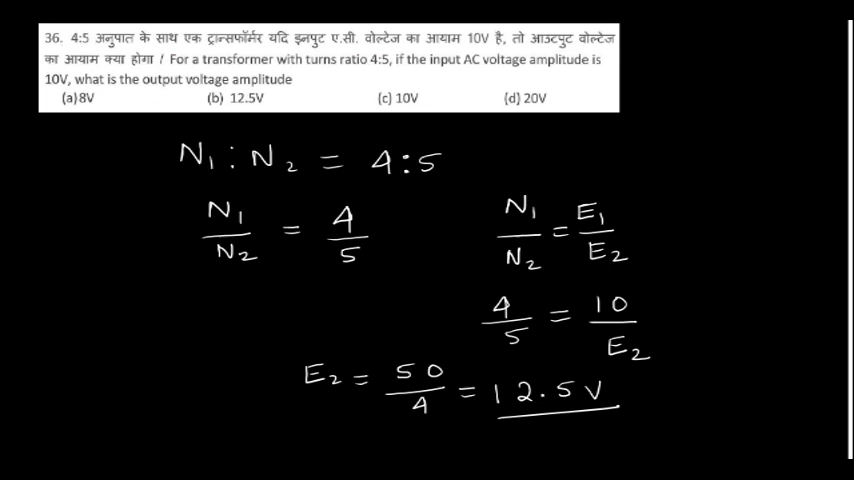 36. 4:5 अनुपात के साथ एक ट्रान्सफॉर्मर यदि इनपुट ए.सी. वोल्टेज का आयाम 10V है, तो आउटपुट वोल्टेज
का आयाम क्या होगा / For a transformer with turns ratio 4:5, if the input AC voltage amplitude is
10V, what is the output voltage amplitude
(a)8V (b) 12.5V (c) 10V (d) 20V
N₁ : N₂ = 4:5
N₁/N₂ = 4/5
N₁/N₂ = E₁/E₂
4/5 = 10/E₂
E₂ = 50/4 = 12.5 V